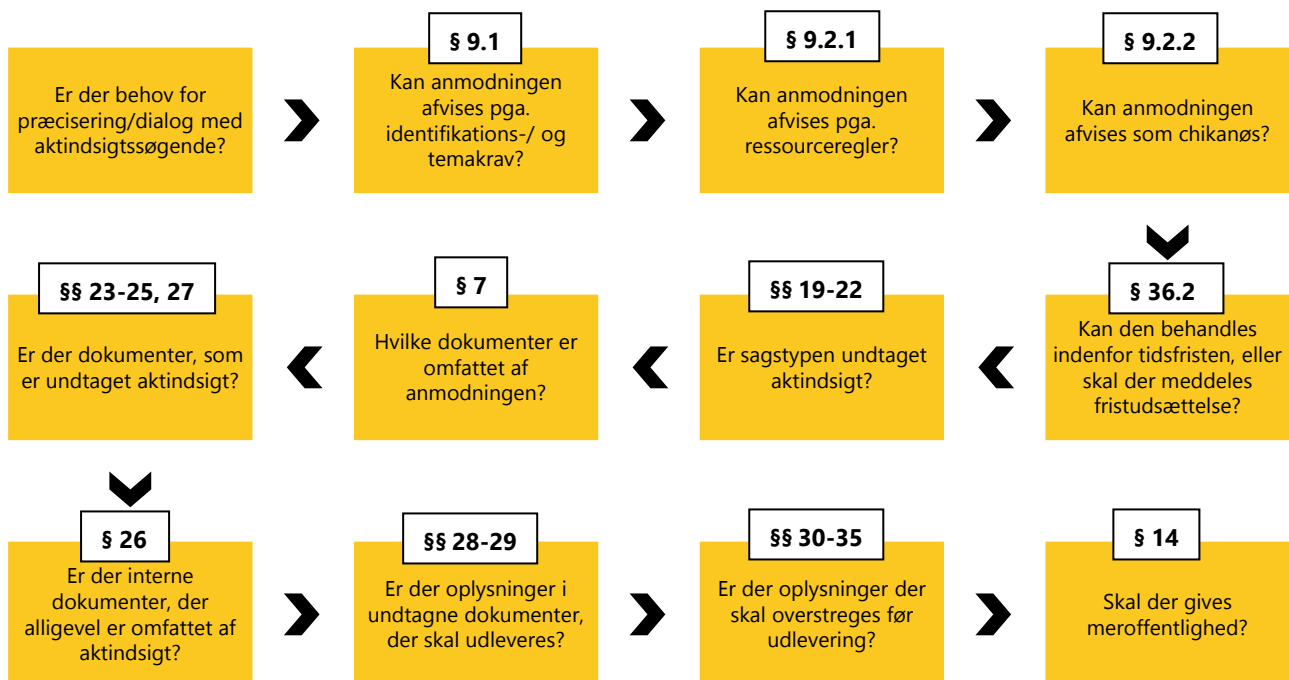 Er der behov for
præcisering/dialog med
aktindsigtssøgende?
§ 9.1
Kan anmodningen
afvises pga.
identifikations-/ og
temakrav?
§ 9.2.1
Kan anmodningen
afvises pga.
ressourceregler?
§ 9.2.2
Kan anmodningen
afvises som chikanøs?
§ 36.2
Kan den behandles
indenfor tidsfristen, eller
skal der meddeles
fristudsættelse?
§§ 19-22
Er sagstypen undtaget
aktindsigt?
§ 7
Hvilke dokumenter er
omfattet af
anmodningen?
§§ 23-25, 27
Er der dokumenter, som
er undtaget aktindsigt?
§ 26
Er der interne
dokumenter, der
alligevel er omfattet af
aktindsigt?
§§ 28-29
Er der oplysninger i
undtagne dokumenter,
der skal udleveres?
§§ 30-35
Er der oplysninger der
skal overstreges før
udlevering?
§ 14
Skal der gives
meroffentlighed?